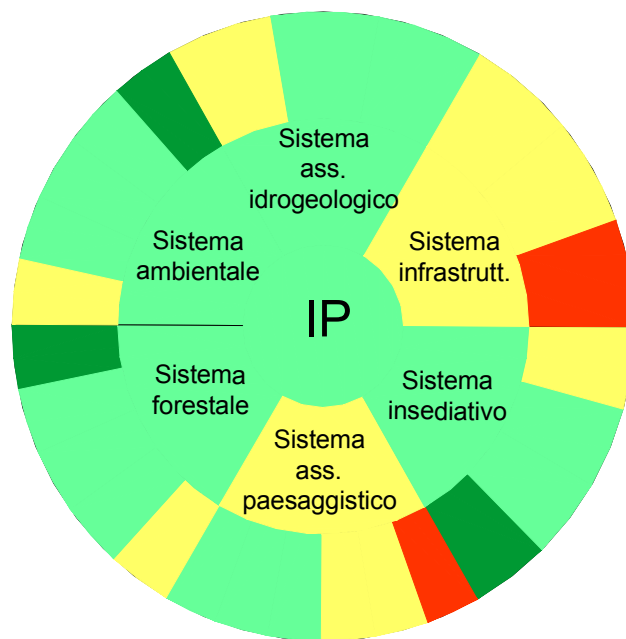 Sistema
ass.
idrogeologico
Sistema
ambientale
Sistema
infrastrutt.
IP
Sistema
forestale
Sistema
insediativo
Sistema
ass.
paesaggistico